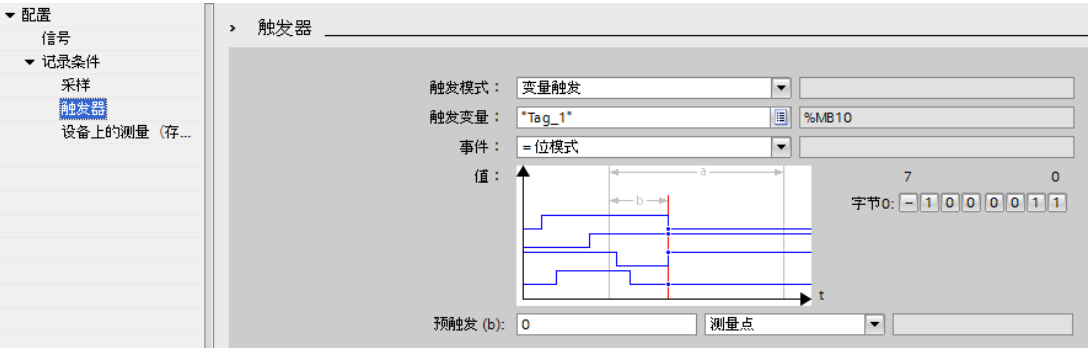 配置
信号
记录条件
采样
触发器
设备上的测量（存...
触发器
触发模式： 变量触发
触发变量： "Tag_1" %MB10
事件： =位模式
值： a 7 0
b 字节0: - 1 0 0 0 0 1 1
t
预触发 (b): 0 测量点